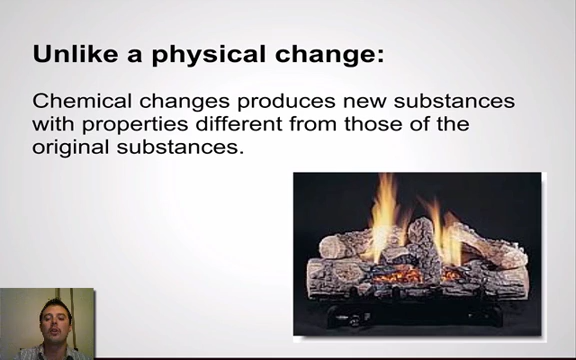 Unlike a physical change:
Chemical changes produces new substances
with properties different from those of the
original substances.